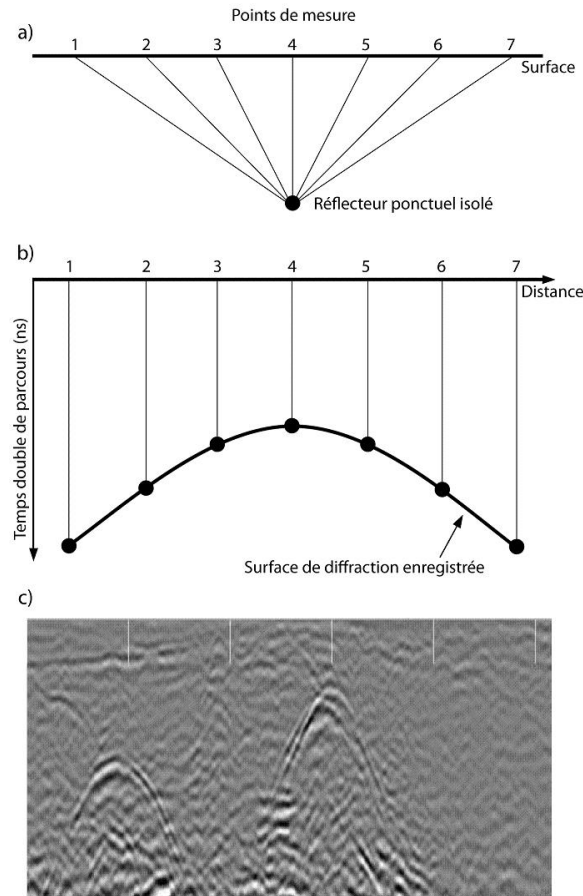 Points de mesure
a)
1 2 3 4 5 6 7
Surface
Réflecteur ponctuel isolé
b)
1 2 3 4 5 6 7
Distance
Temps double de parcours (ns)
Surface de diffraction enregistrée
c)